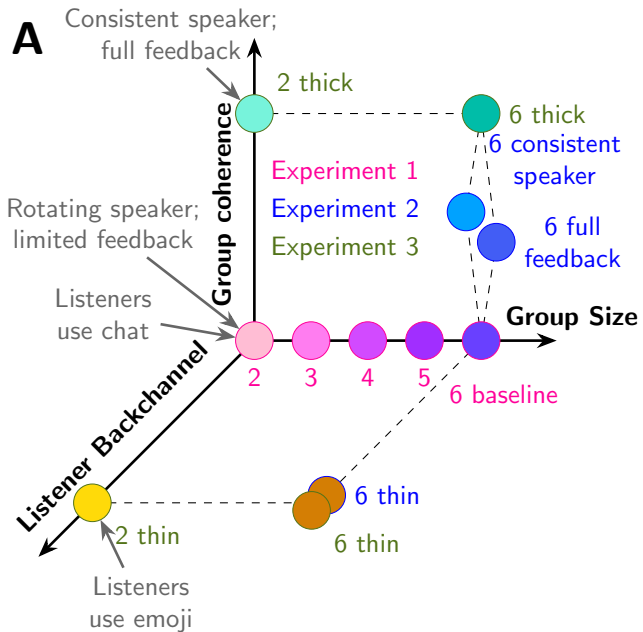 A
Consistent speaker;
full feedback
2 thick
6 thick
6 consistent
speaker
Group coherence
Experiment 1
Experiment 2
Experiment 3
6 full
feedback
Rotating speaker;
limited feedback
Listeners
use chat
Group Size
2
3
4
5
6 baseline
Listener Backchannel
6 thin
2 thin
6 thin
Listeners
use emoji